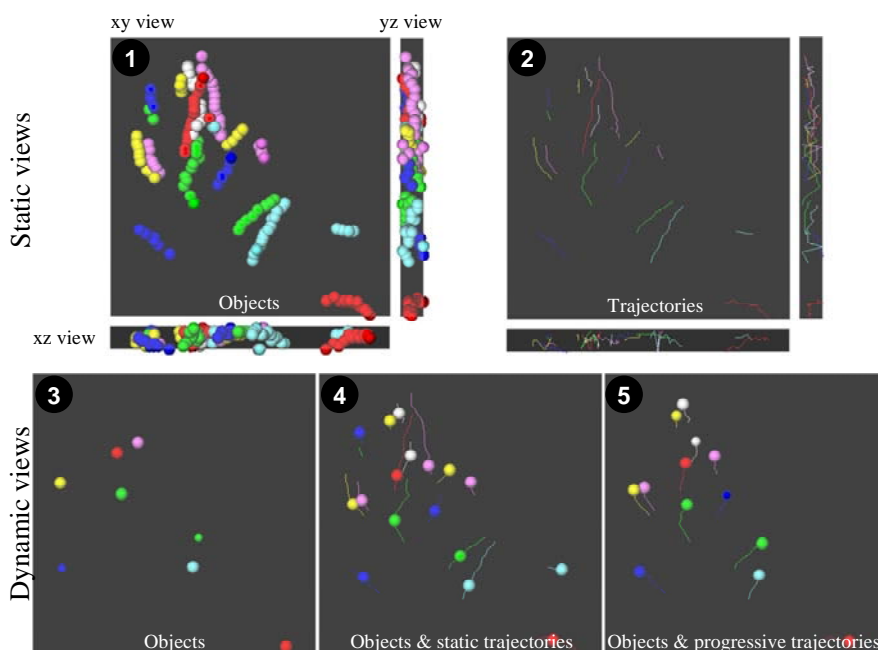 xy view
yz view
1
2
Static views
Objects
Trajectories
xz view
3
4
5
Dynamic views
Objects
Objects & static trajectories
Objects & progressive trajectories